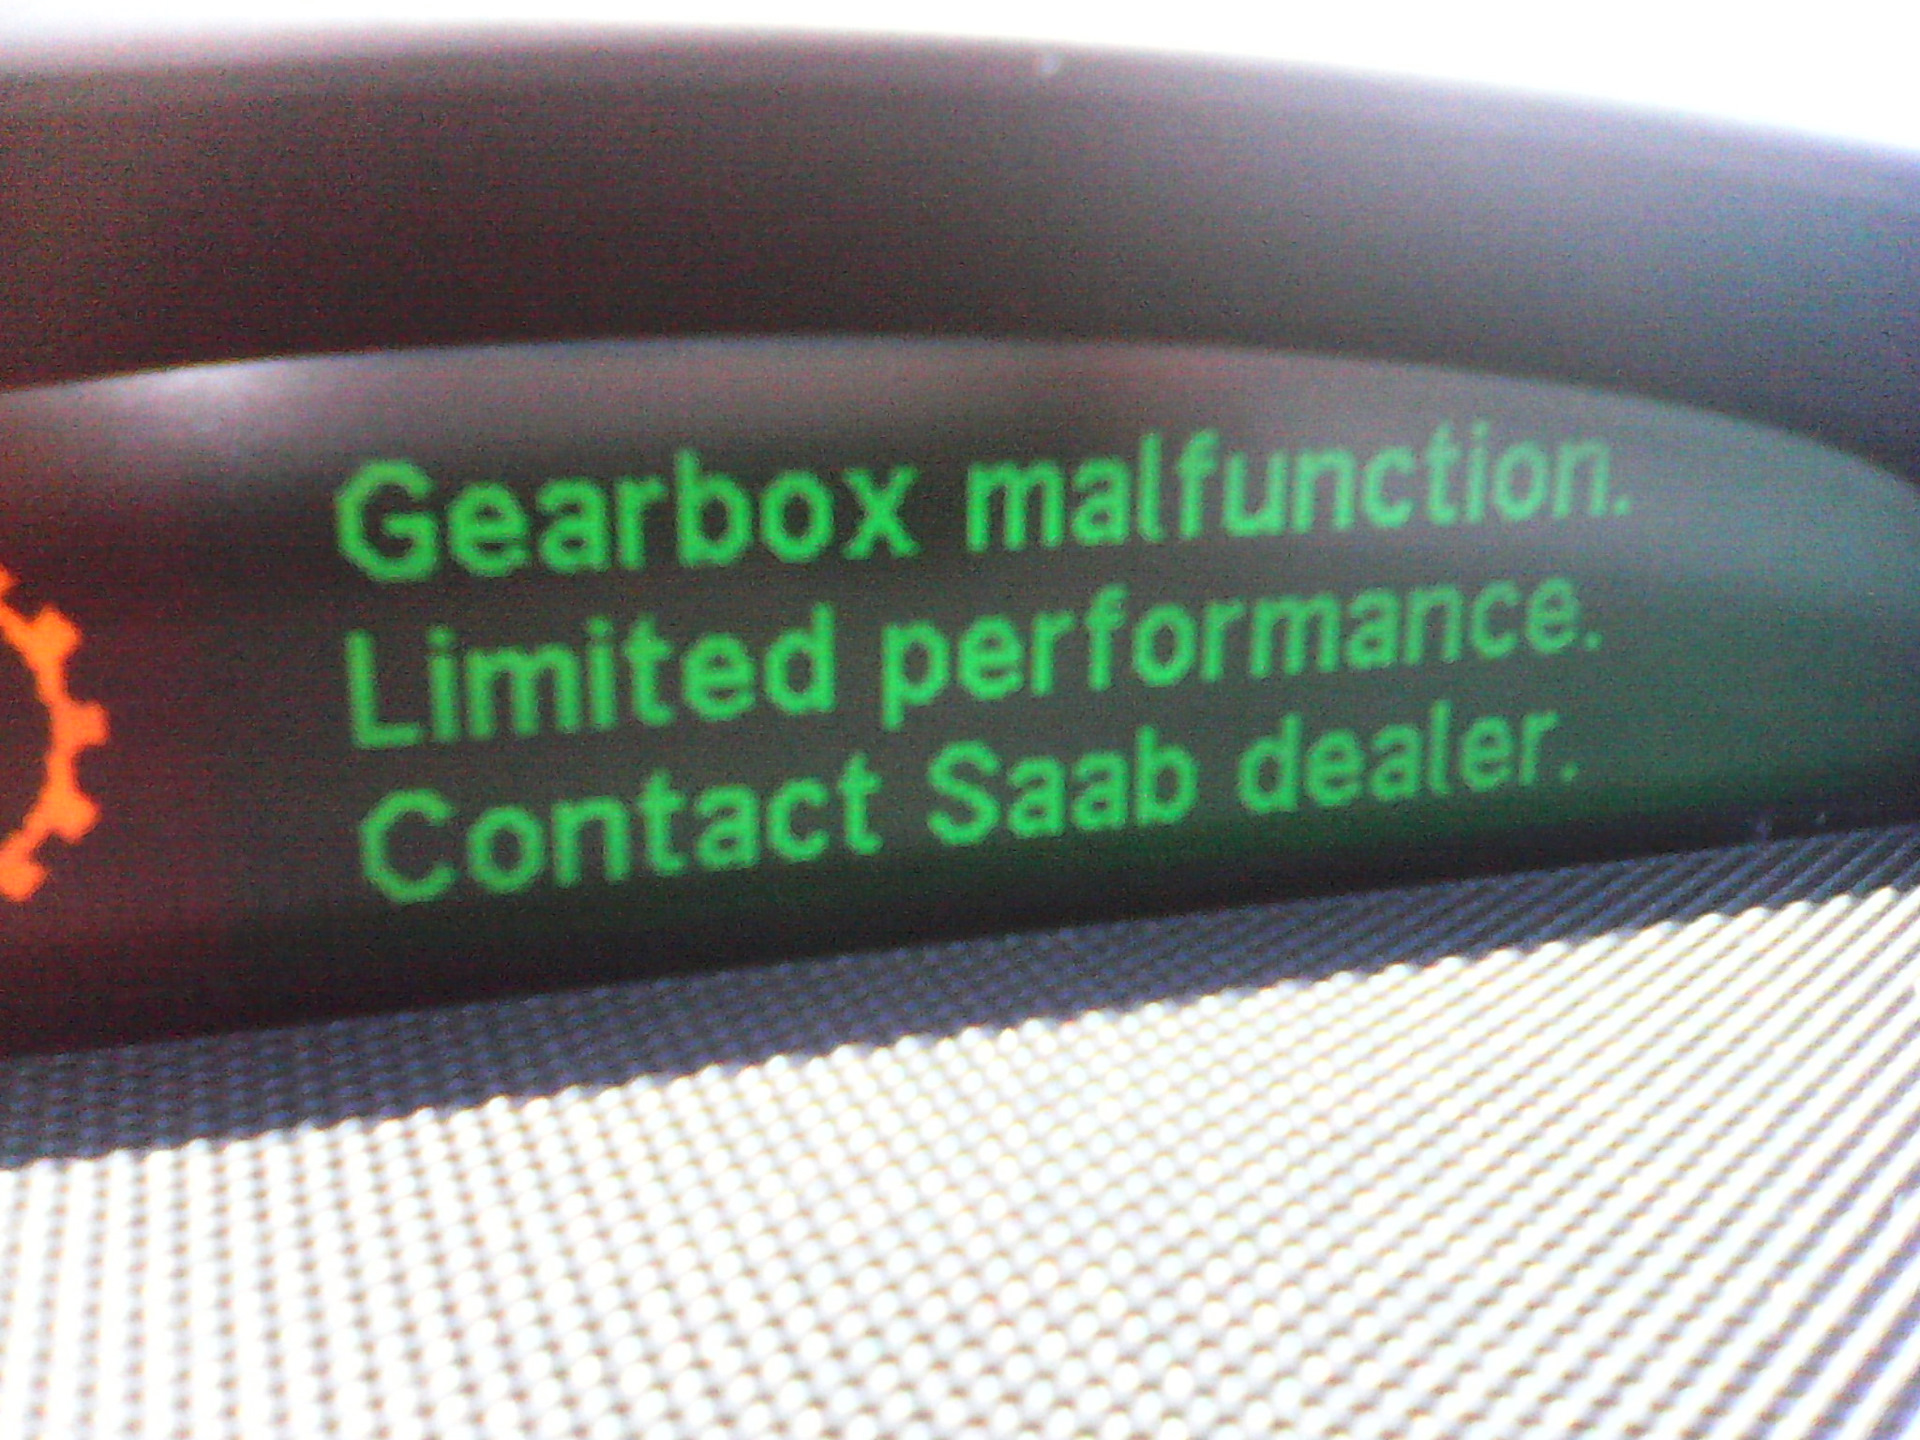 Gearbox malfunction.
Limited performance.
Contact Saab dealer.